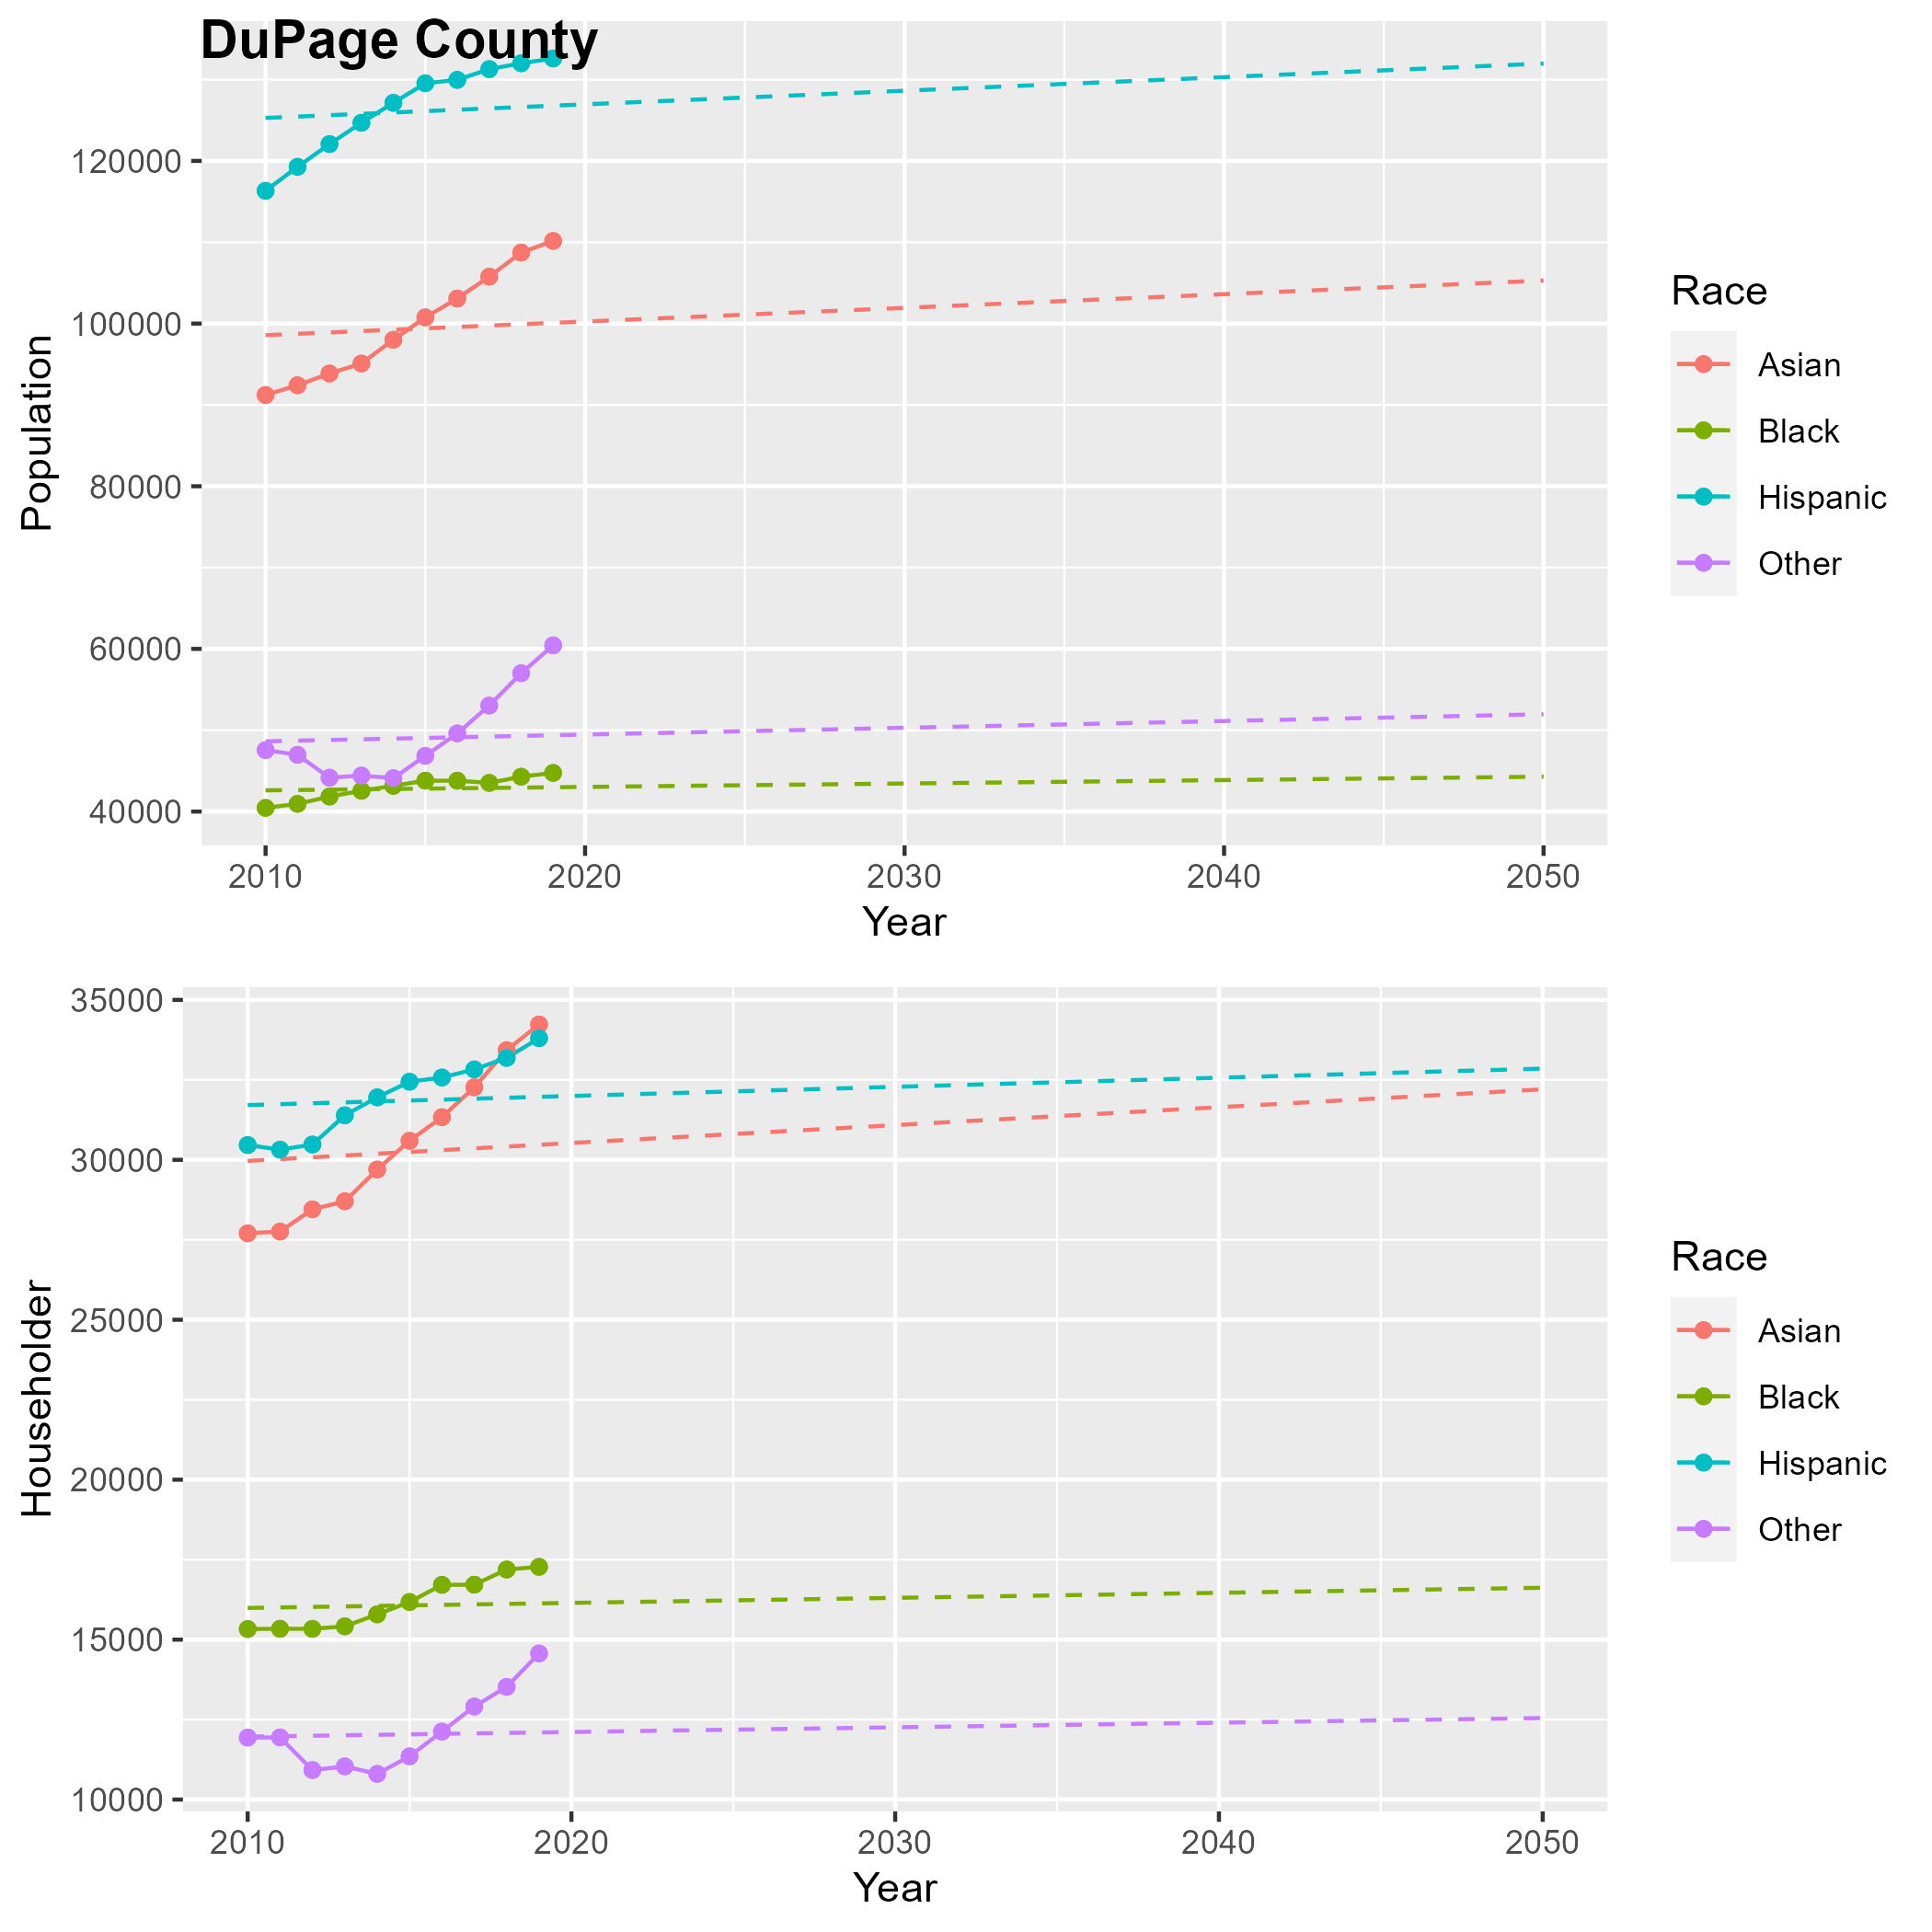 DuPage County
120000
100000
80000
60000
40000
Population
2010 2020 2030 2040 2050
Year
Race
Asian
Black
Hispanic
Other
35000
30000
25000
20000
15000
10000
Householder
2010 2020 2030 2040 2050
Year
Race
Asian
Black
Hispanic
Other